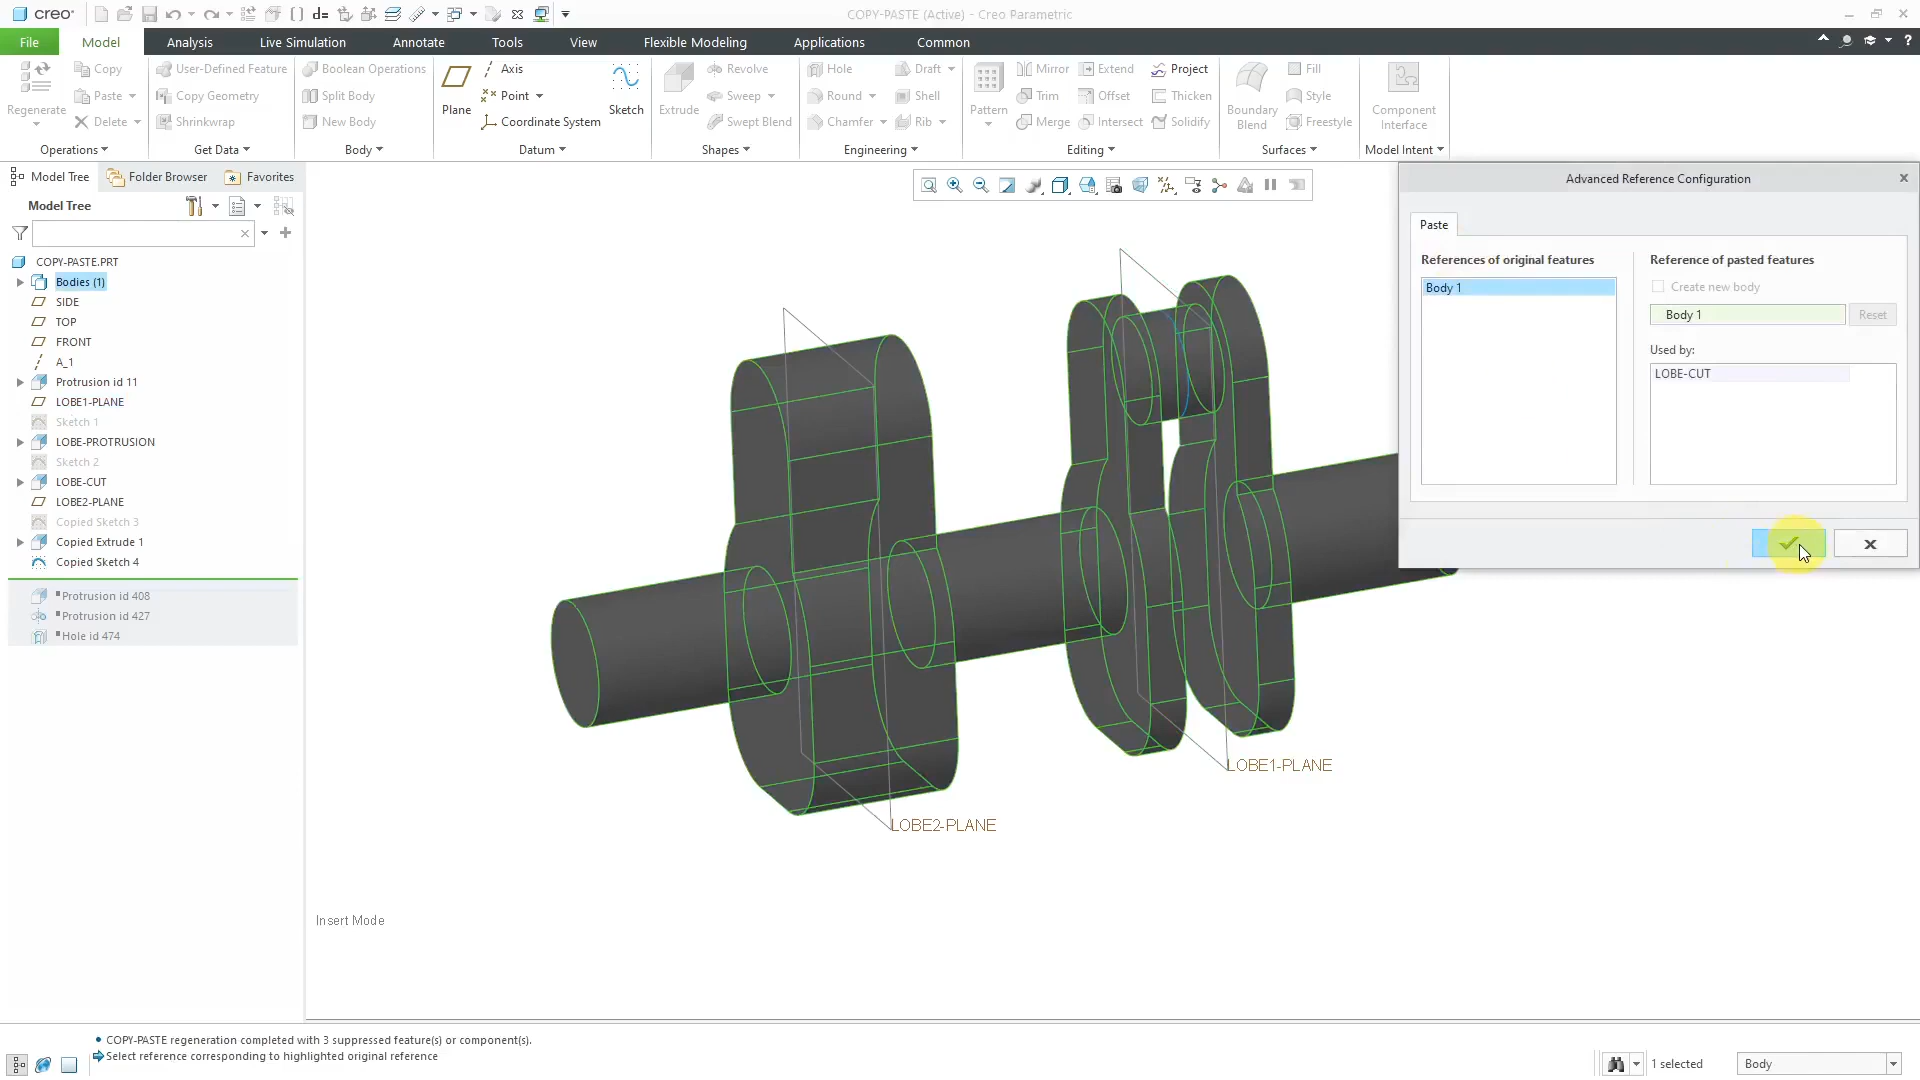 creo
COPY-PASTE (Active) - Creo Parametric
File Model Analysis Live Simulation Annotate Tools View Flexible Modeling Applications Common
Regenerate
Copy
Paste
Delete
Operations
User-Defined Feature
Copy Geometry
Shrinkwrap
Get Data
Boolean Operations
Split Body
New Body
Body
Plane
Axis
Point
Coordinate System
Sketch
Datum
Extrude
Revolve
Sweep
Swept Blend
Shapes
Hole
Round
Chamfer
Draft
Shell
Rib
Engineering
Pattern
Mirror
Trim
Merge
Extend
Offset
Intersect
Project
Thicken
Solidify
Editing
Boundary
Blend
Fill
Style
Freestyle
Surfaces
Component
Interface
Model Intent
Model Tree Folder Browser Favorites
Model Tree
COPY-PASTE.PRT
Bodies (1)
SIDE
TOP
FRONT
A_1
Protrusion id 11
LOBE1-PLANE
Sketch 1
LOBE-PROTRUSION
Sketch 2
LOBE-CUT
LOBE2-PLANE
Copied Sketch 3
Copied Extrude 1
Copied Sketch 4
Protrusion id 408
Protrusion id 427
Hole id 474
LOBE1-PLANE
LOBE2-PLANE
Insert Mode
Advanced Reference Configuration
Paste
References of original features
Body 1
Reference of pasted features
Create new body
Body 1
Reset
Used by:
LOBE-CUT
COPY-PASTE regeneration completed with 3 suppressed feature(s) or component(s).
Select reference corresponding to highlighted original reference
1 selected
Body